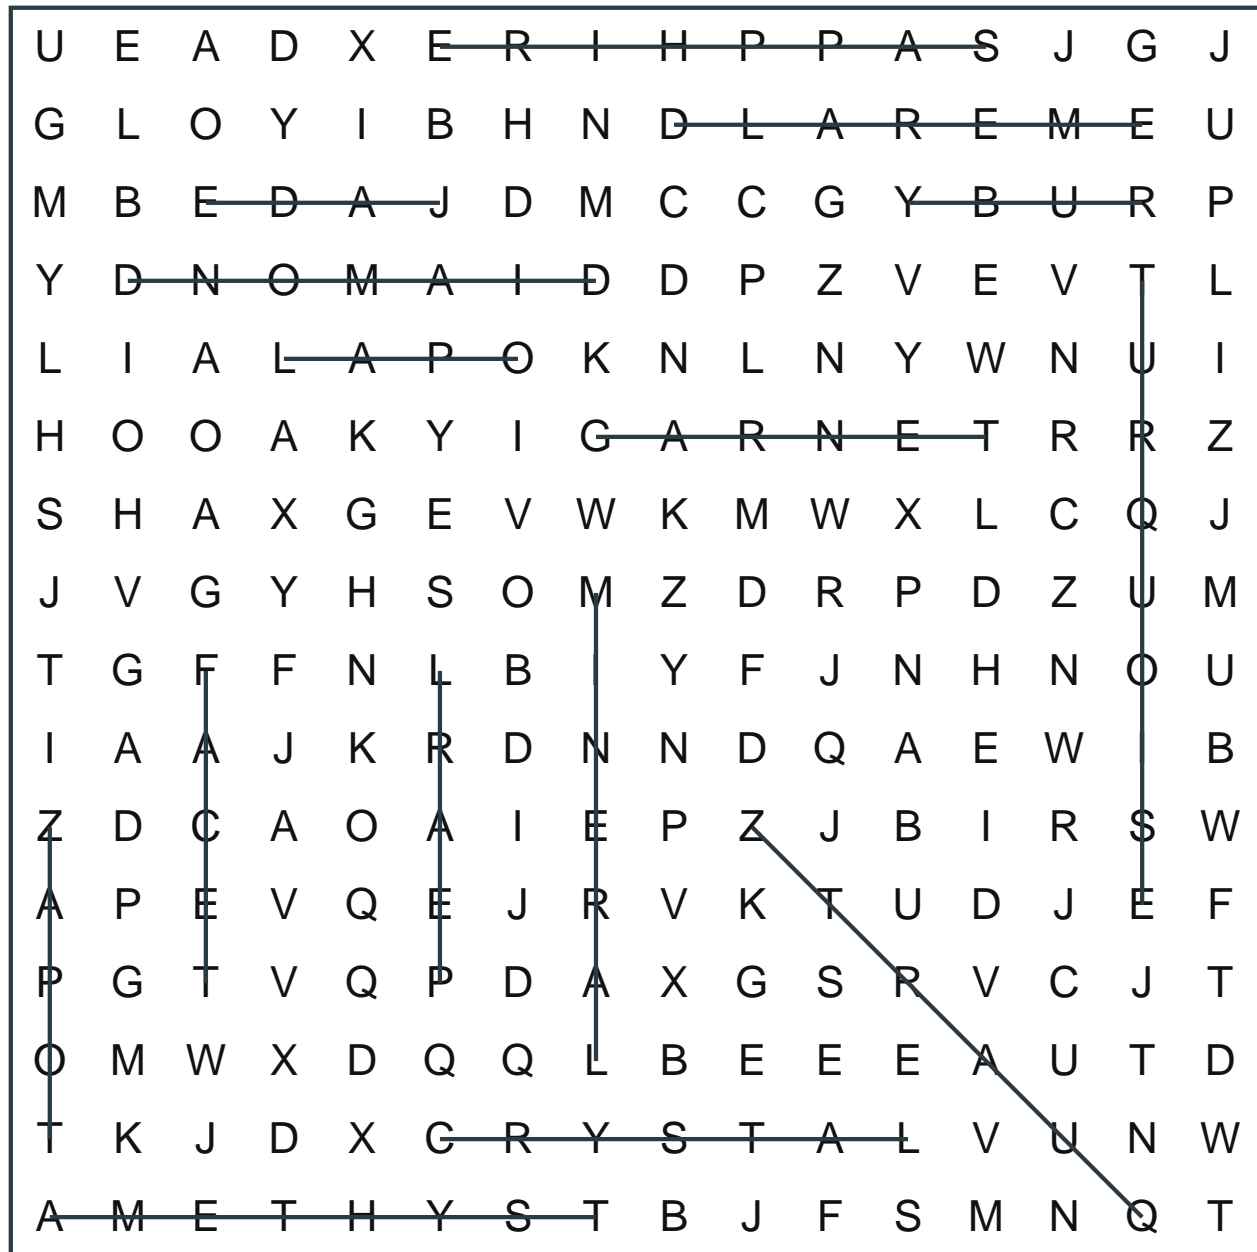 U E A D X E R I H P P A S J G J
G L O Y I B H N D L A R E M E U
M B E D A J D M C C G Y B U R P
Y D N O M A I D D P Z V E V T L
L I A L A P O K N L N Y W N U I
H O O A K Y I G A R N E T R R Z
S H A X G E V W K M W X L C Q J
J V G Y H S O M Z D R P D Z U M
T G F F N L B I Y F J N H N O U
I A A J K R D N N D Q A E W I B
Z D C A O A I E P Z J B I R S W
A P E V Q E J R V K T U D J E F
P G T V Q P D A X G S R V C J T
O M W X D Q Q L B E E E A U T D
T K J D X C R Y S T A L V U N W
A M E T H Y S T B J F S M N Q T